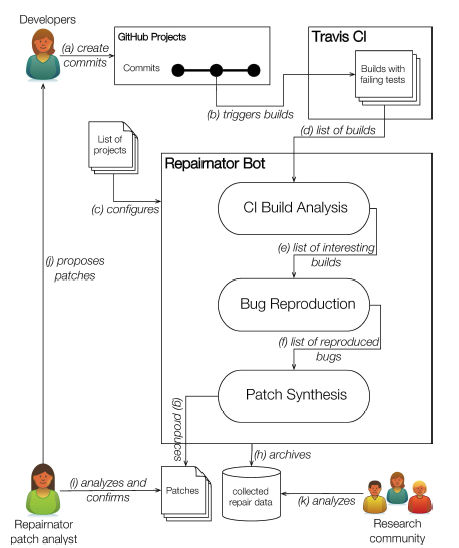 Developers
(a) create
commits
GitHub Projects
Commits
Travis CI
Builds with
failing tests
(b) triggers builds
(d) list of builds
List of
projects
(c) configures
Repairnator Bot
CI Build Analysis
(e) list of interesting
builds
Bug Reproduction
(f) list of reproduced
bugs
Patch Synthesis
(j) proposes
patches
(g) produces
(h) archives
(i) analyzes and
confirms
Patches
collected
repair data
(k) analyzes
Repairnator
patch analyst
Research
community